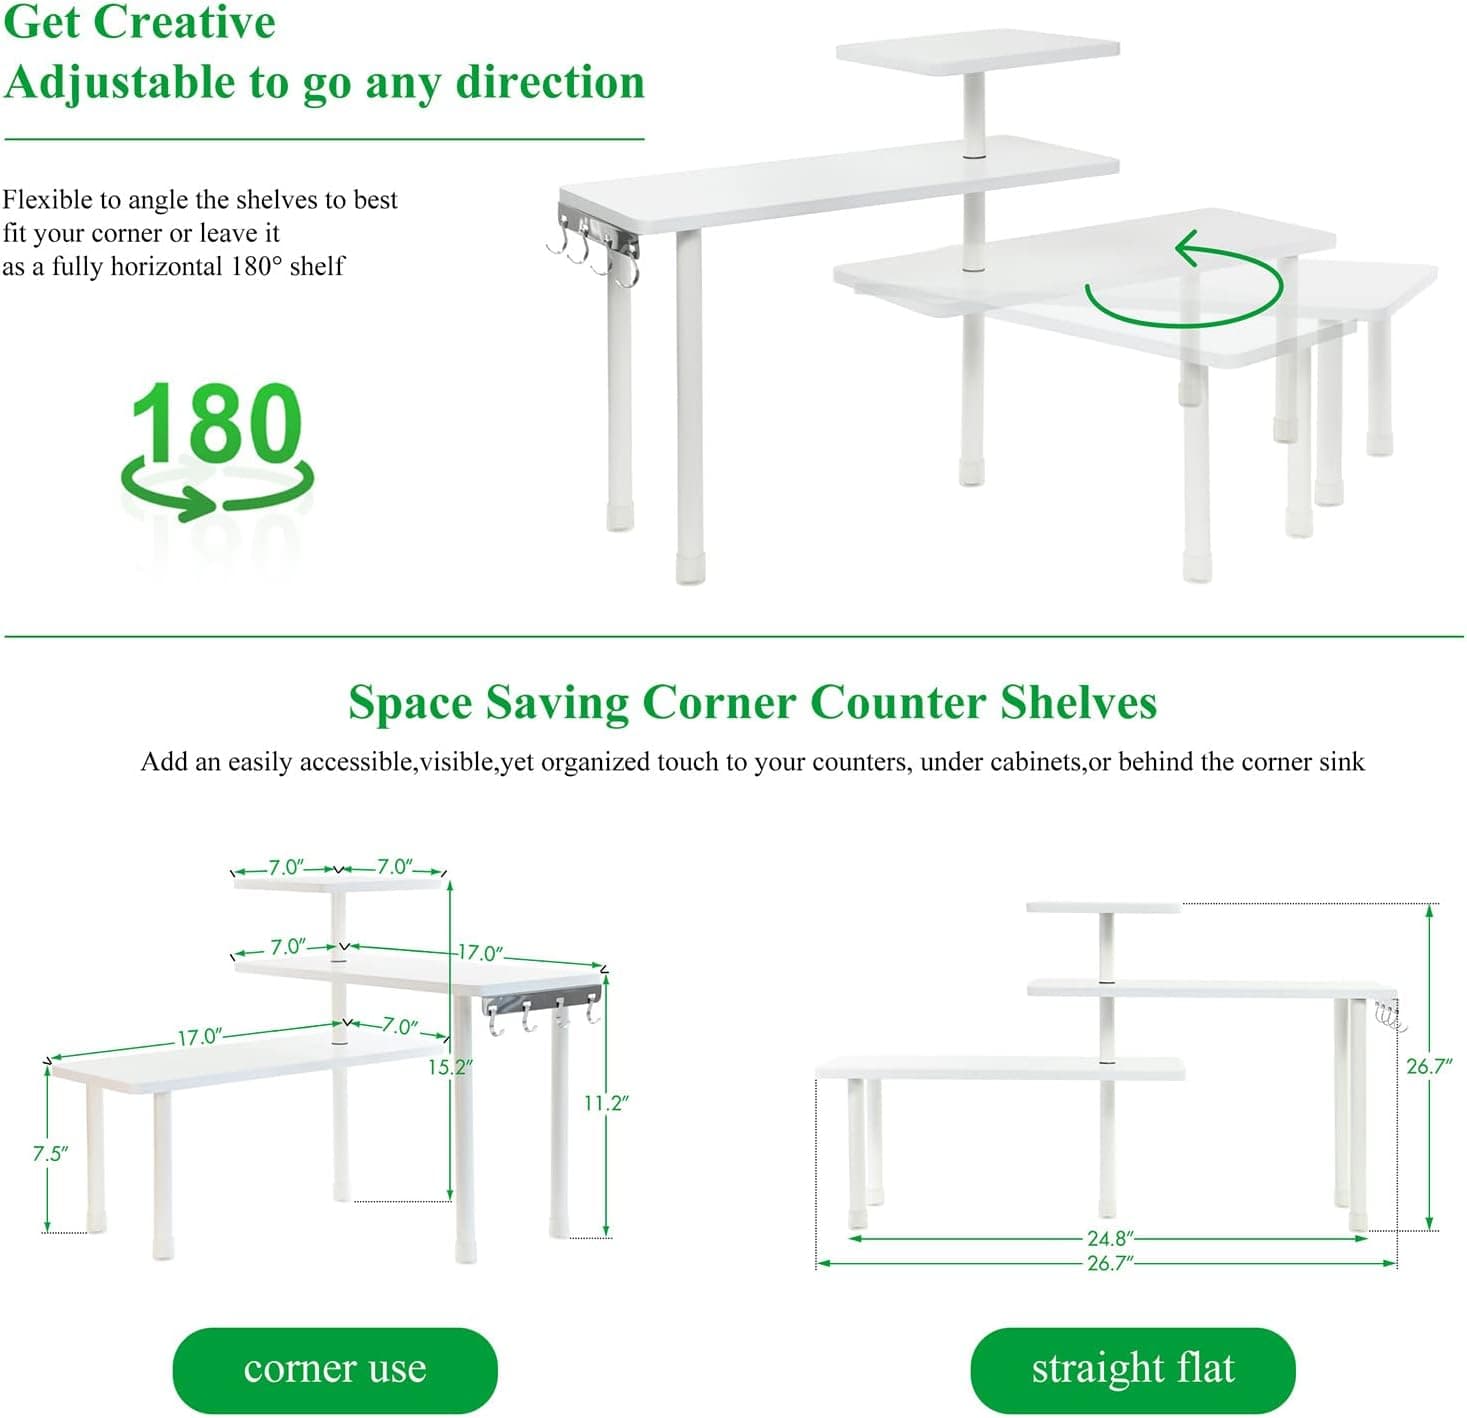 Get Creative
Adjustable to go any direction
Flexible to angle the shelves to best
fit your corner or leave it
as a fully horizontal 180° shelf
180
Space Saving Corner Counter Shelves
Add an easily accessible,visible,yet organized touch to your counters, under cabinets,or behind the corner sink
7.0″ 7.0″
7.0″ 17.0″
17.0″ 7.0″
15.2″
11.2″
7.5″
26.7″
24.8″
26.7″
corner use
straight flat